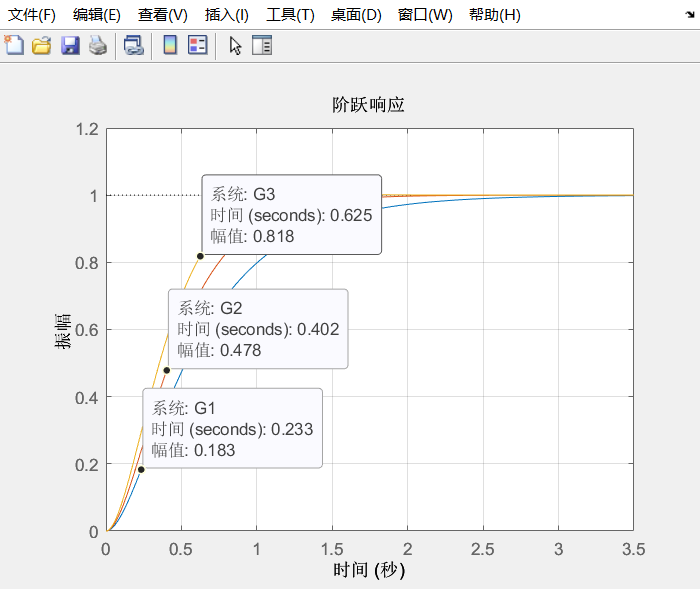 文件(F) 编辑(E) 查看(V) 插入(I) 工具(T) 桌面(D) 窗口(W) 帮助(H)
阶跃响应
1.2
1
0.8
0.6
0.4
0.2
0
振幅
系统: G3
时间 (seconds): 0.625
幅值: 0.818
系统: G2
时间 (seconds): 0.402
幅值: 0.478
系统: G1
时间 (seconds): 0.233
幅值: 0.183
0 0.5 1 1.5 2 2.5 3 3.5
时间 (秒)